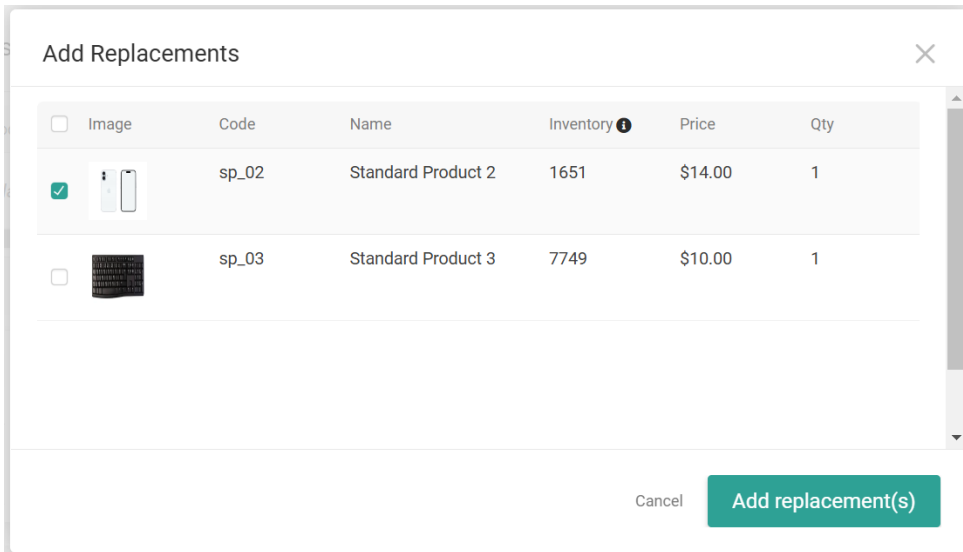 Add Replacements
Image Code Name Inventory Price Qty
sp_02 Standard Product 2 1651 $14.00 1
sp_03 Standard Product 3 7749 $10.00 1
Cancel Add replacement(s)